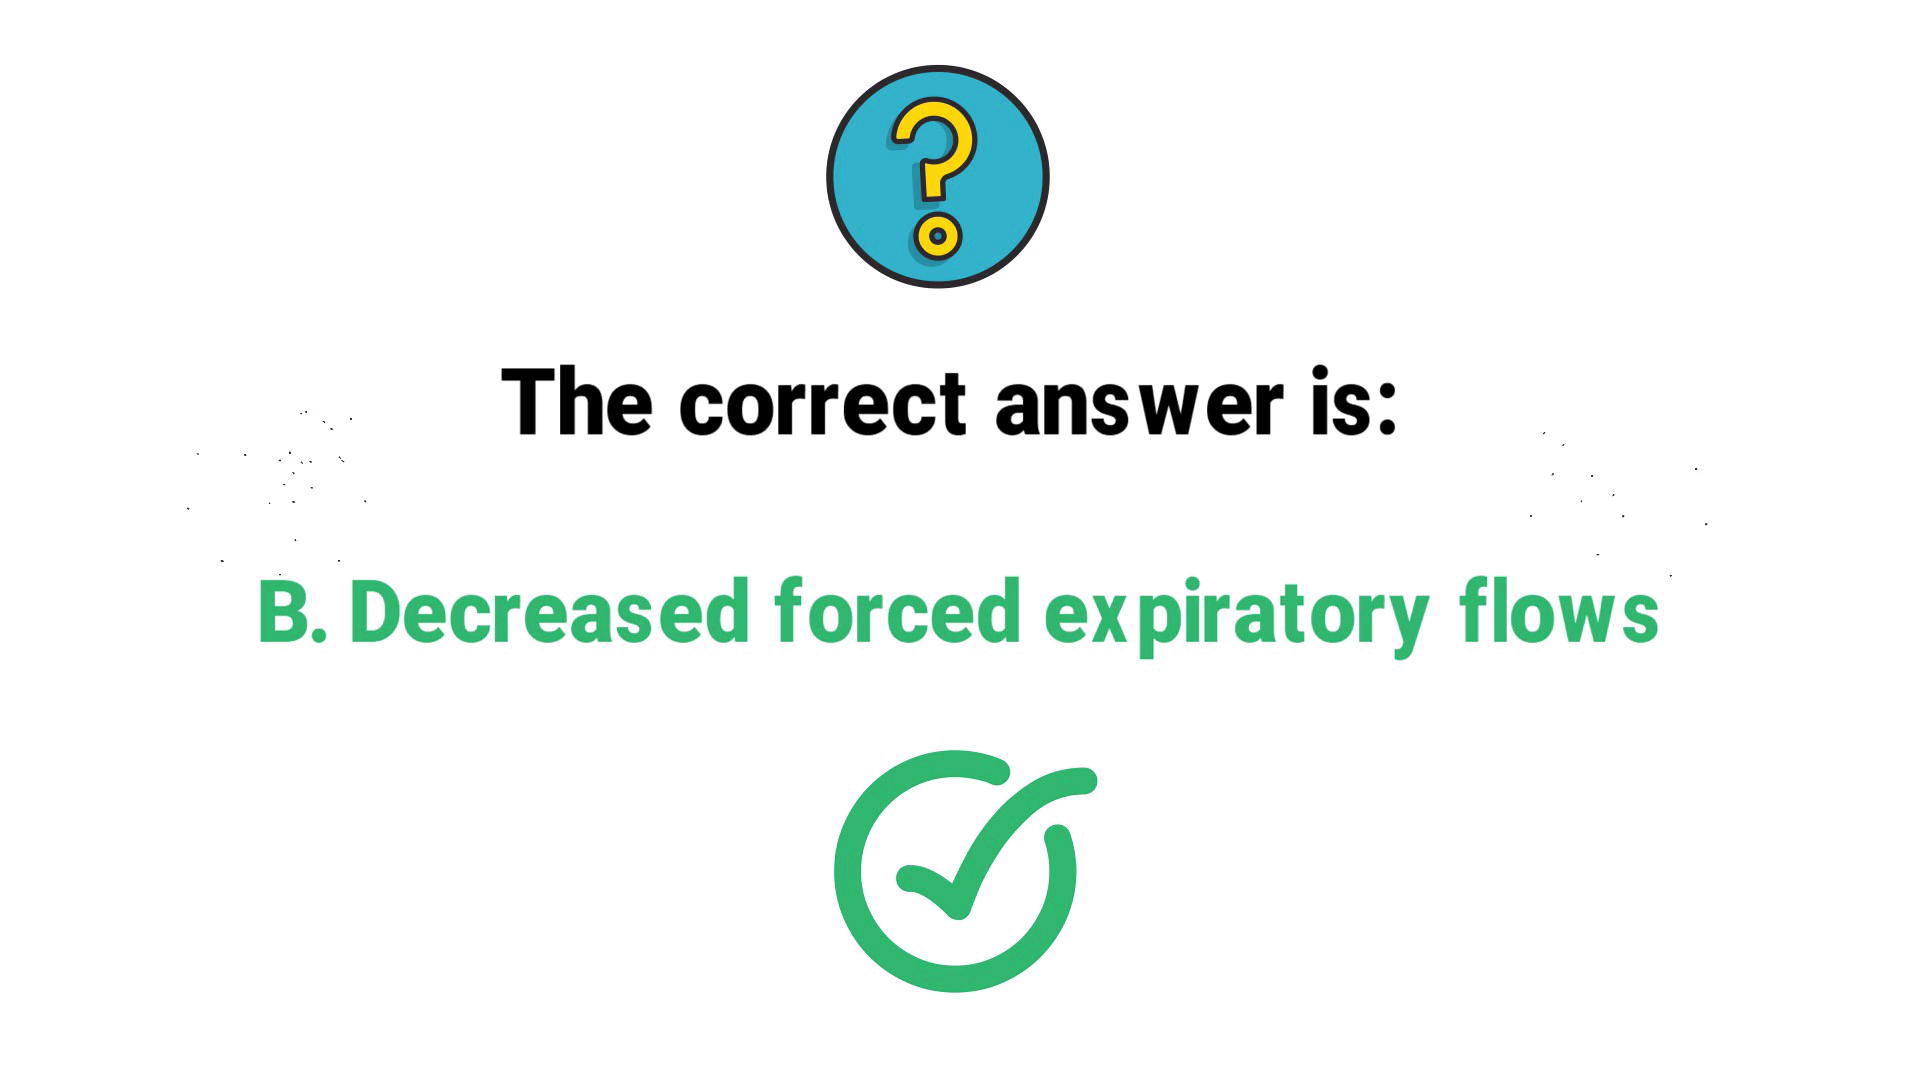 The correct answer is:
B. Decreased forced expiratory flows